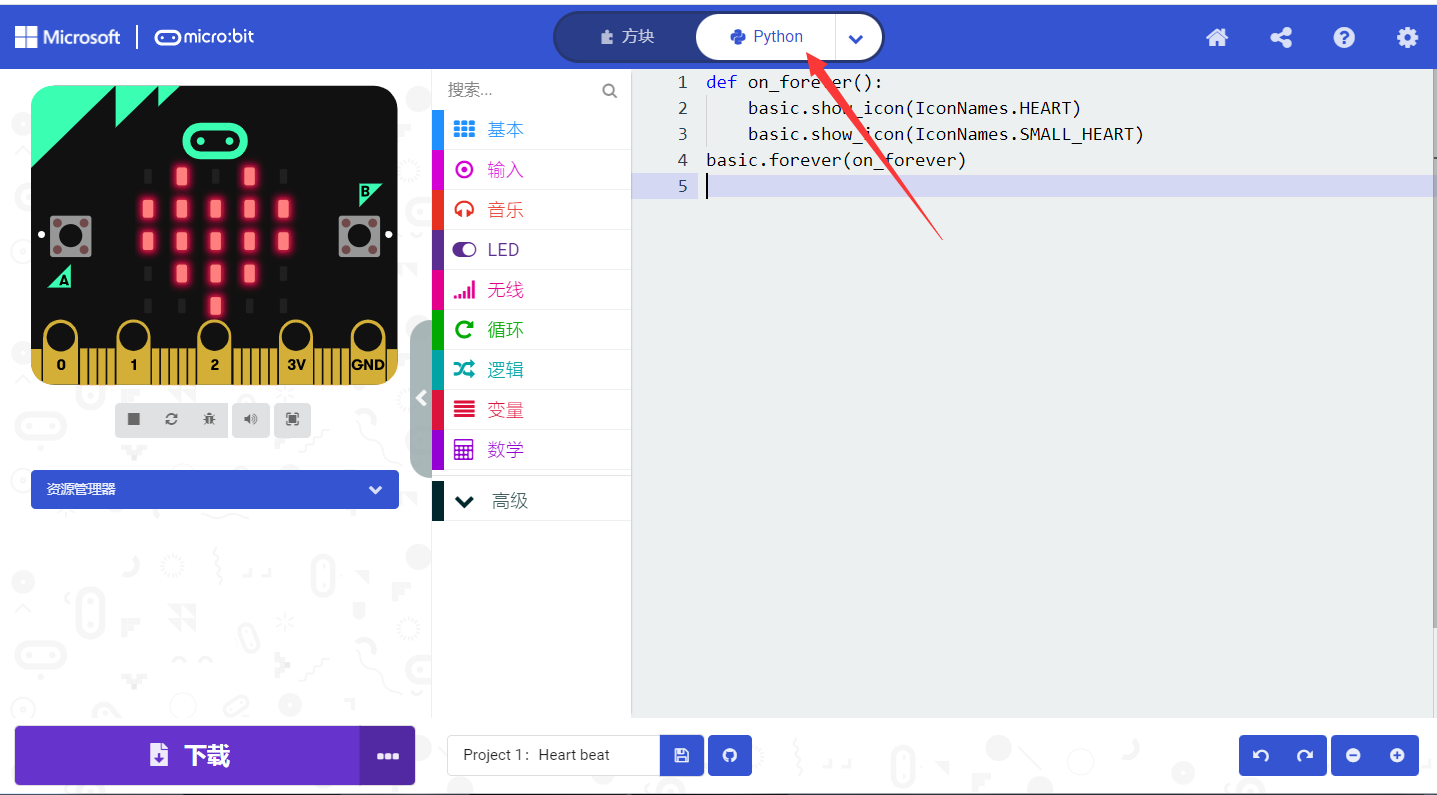 Microsoft micro:bit 方块 Python
B
A
0 1 2 3V GND
资源管理器
搜索...
基本
输入
音乐
LED
无线
循环
逻辑
变量
数学
高级
1 def on_forever():
2 basic.show_icon(IconNames.HEART)
3 basic.show_icon(IconNames.SMALL_HEART)
4 basic.forever(on_forever)
5
下载
Project 1：Heart beat